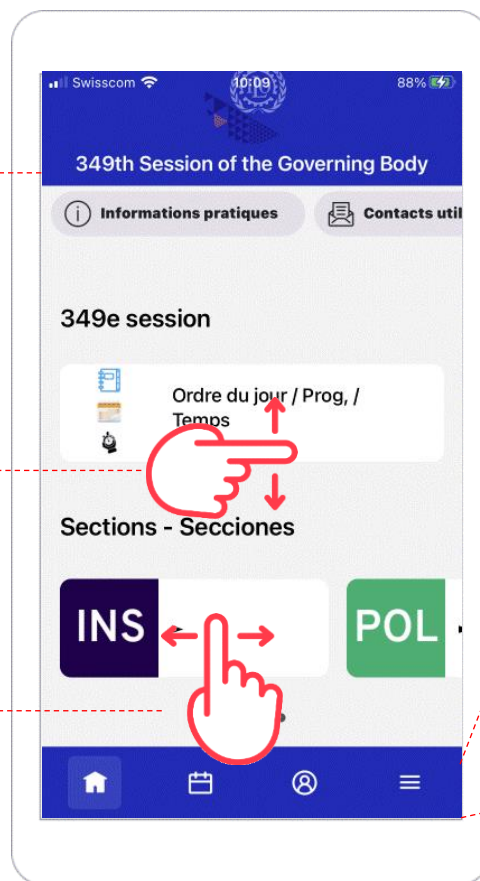 Swisscom 10:09 88%
349th Session of the Governing Body
Informations pratiques Contacts util
349e session
Ordre du jour / Prog, /
Temps
Sections - Secciones
INS POL